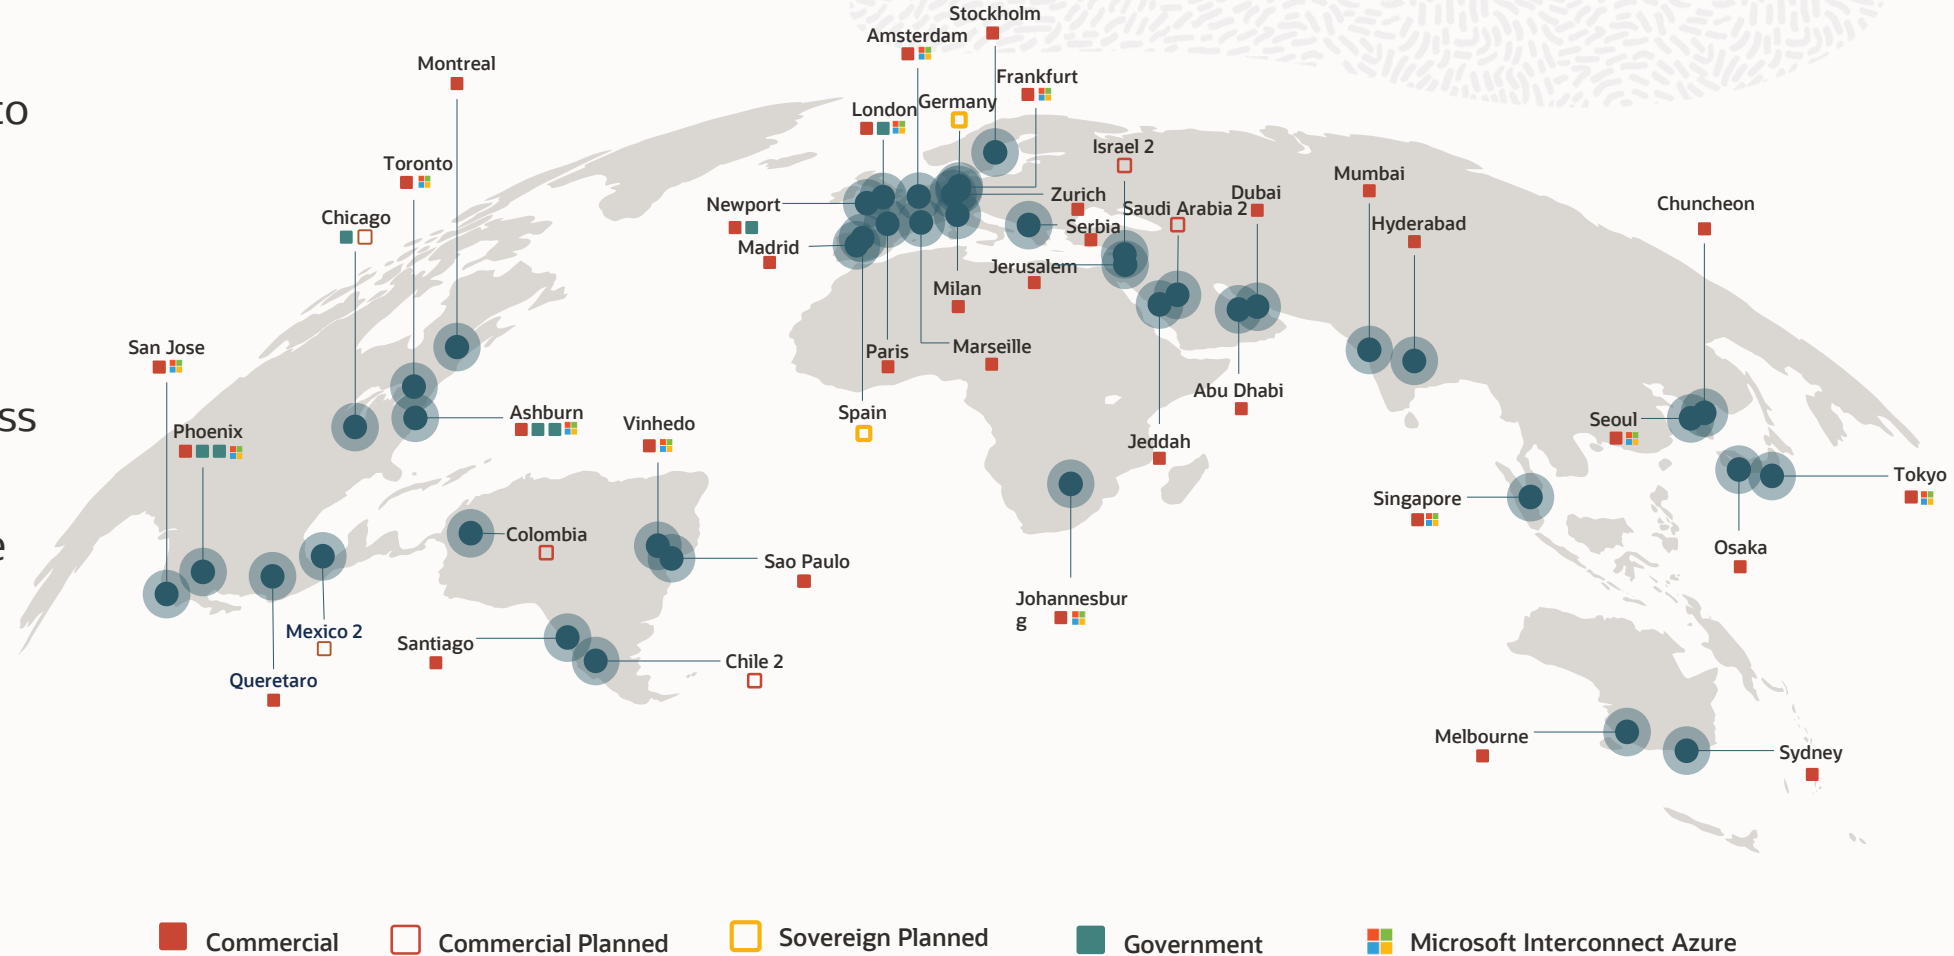 Stockholm
Amsterdam
Montreal
Frankfurt
to
London
Germany
Israel 2
Toronto
Mumbai
Zurich
Dubai
Newport
Chuncheon
Saudi Arabia 2
Chicago
Hyderabad
Serbia
Madrid
Jerusalem
Milan
San Jose
Paris
Marseille
Abu Dhabi
ss
Ashburn
Spain
Vinhedo
Seoul
Phoenix
Jeddah
Tokyo
Singapore
Colombia
e
Osaka
Sao Paulo
Johannesbur
g
Mexico 2
Santiago
Chile 2
Queretaro
Melbourne
Sydney
Commercial
Commercial Planned
Sovereign Planned
Government
Microsoft Interconnect Azure